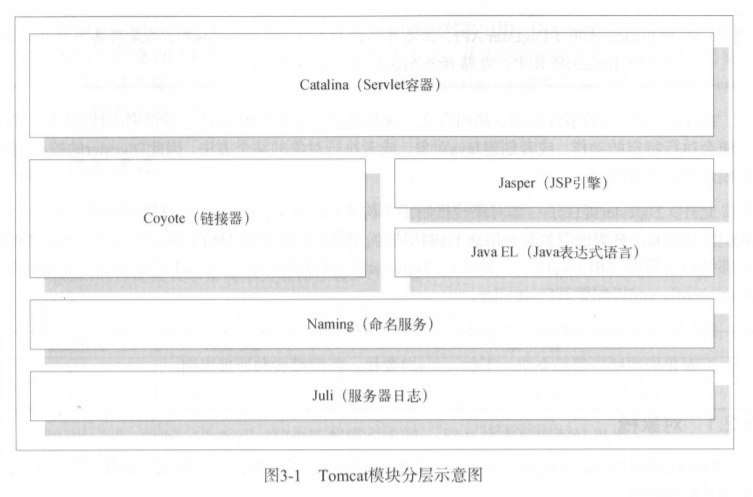 Catalina（Servlet容器）
Coyote（链接器）
Jasper（JSP引擎）
Java EL（Java表达式语言）
Naming（命名服务）
Juli（服务器日志）
图3-1 Tomcat模块分层示意图